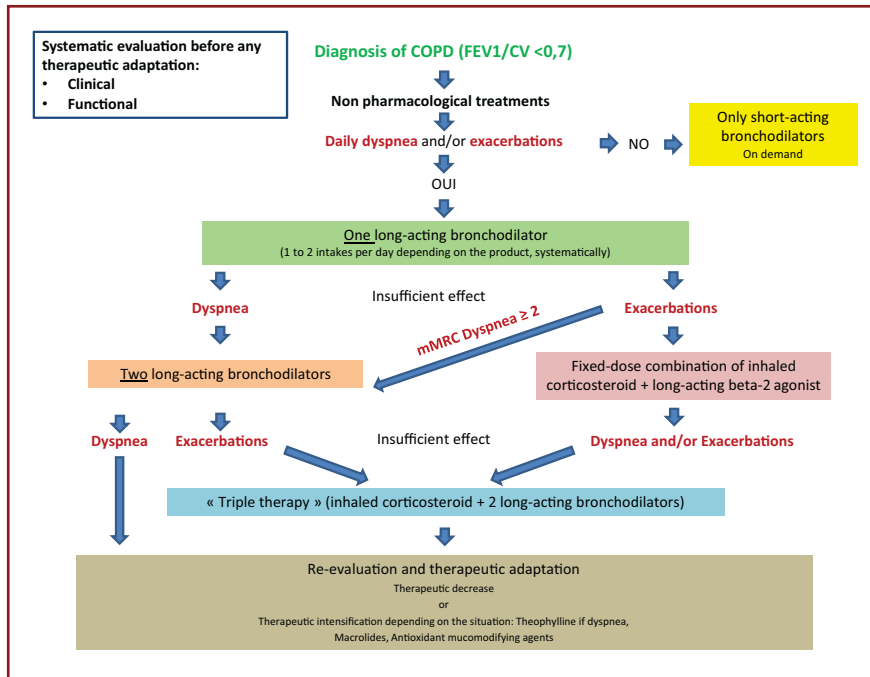 Systematic evaluation before any
therapeutic adaptation:
• Clinical
• Functional
Diagnosis of COPD (FEV1/CV <0,7)
Non pharmacological treatments
Daily dyspnea and/or exacerbations
NO
Only short-acting
bronchodilators
On demand
OUI
One long-acting bronchodilator
(1 to 2 intakes per day depending on the product, systematically)
Dyspnea
Insufficient effect
Exacerbations
mMRC Dyspnea ≥ 2
Two long-acting bronchodilators
Fixed-dose combination of inhaled
corticosteroid + long-acting beta-2 agonist
Dyspnea
Exacerbations
Insufficient effect
Dyspnea and/or Exacerbations
« Triple therapy » (inhaled corticosteroid + 2 long-acting bronchodilators)
Re-evaluation and therapeutic adaptation
Therapeutic decrease
or
Therapeutic intensification depending on the situation: Theophylline if dyspnea,
Macrolides, Antioxidant mucomodifying agents